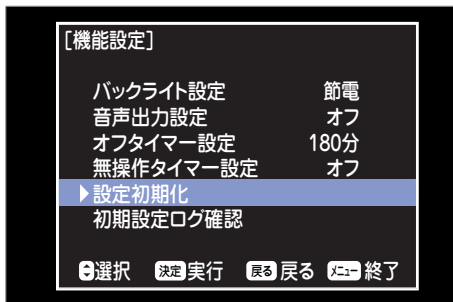 [機能設定]
バックライト設定 節電
音声出力設定 オフ
オフタイマー設定 180分
無操作タイマー設定 オフ
設定初期化
初期設定ログ確認
選択 決定 実行 戻る 戻る メニュー 終了